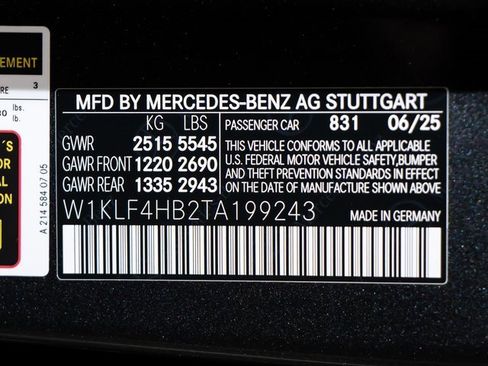 EMENT
RE 3
lbs.
lbs.
A 214 584 07 05
MFD BY MERCEDES-BENZ AG STUTTGART
KG LBS PASSENGER CAR 831 06/25
GVWR 2515 5545
GAWR FRONT 1220 2690
GAWR REAR 1335 2943
THIS VEHICLE CONFORMS TO ALL APPLICABLE
U.S. FEDERAL MOTOR VEHICLE SAFETY,BUMPER
AND THEFT PREVENTION STANDARDS IN EFFECT
ON THE DATE OF MANUFACTURE SHOWN ABOVE.
W1KLF4HB2TA199243 MADE IN GERMANY